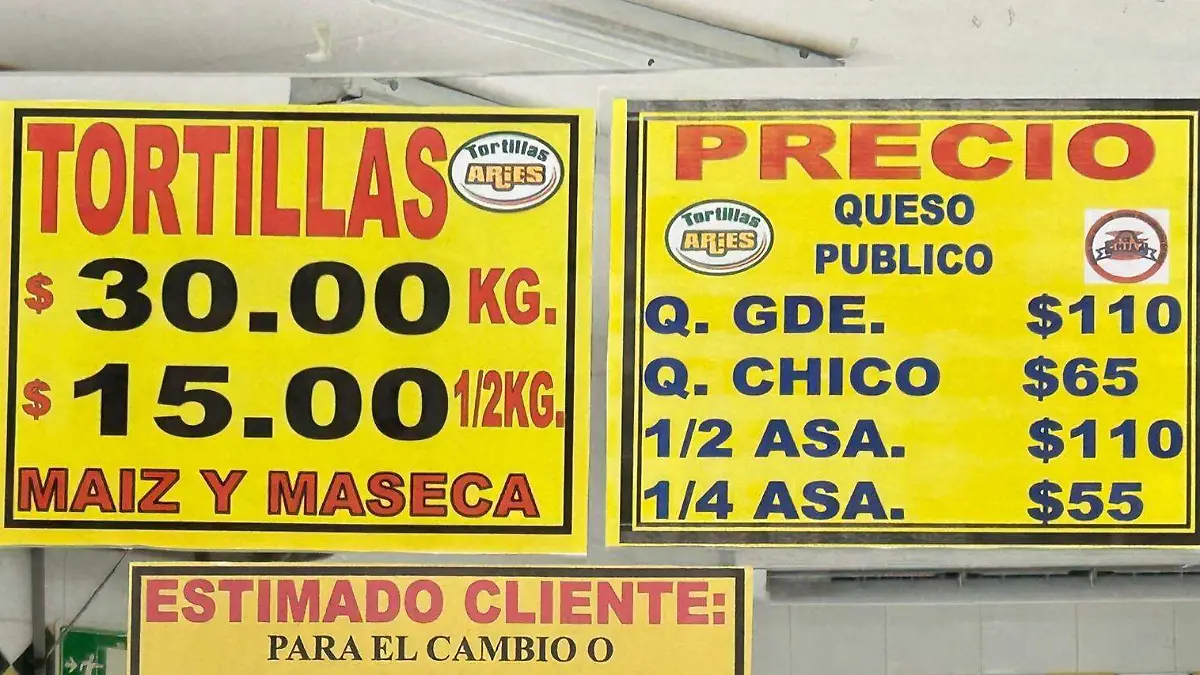 TORTILLAS
Tortillas
ARIES
$ 30.00 KG.
$ 15.00 1/2KG.
MAIZ Y MASECA
PRECIO
QUESO
PUBLICO
Tortillas
ARIES
Q. GDE. $110
Q. CHICO $65
1/2 ASA. $110
1/4 ASA. $55
ESTIMADO CLIENTE:
PARA EL CAMBIO O